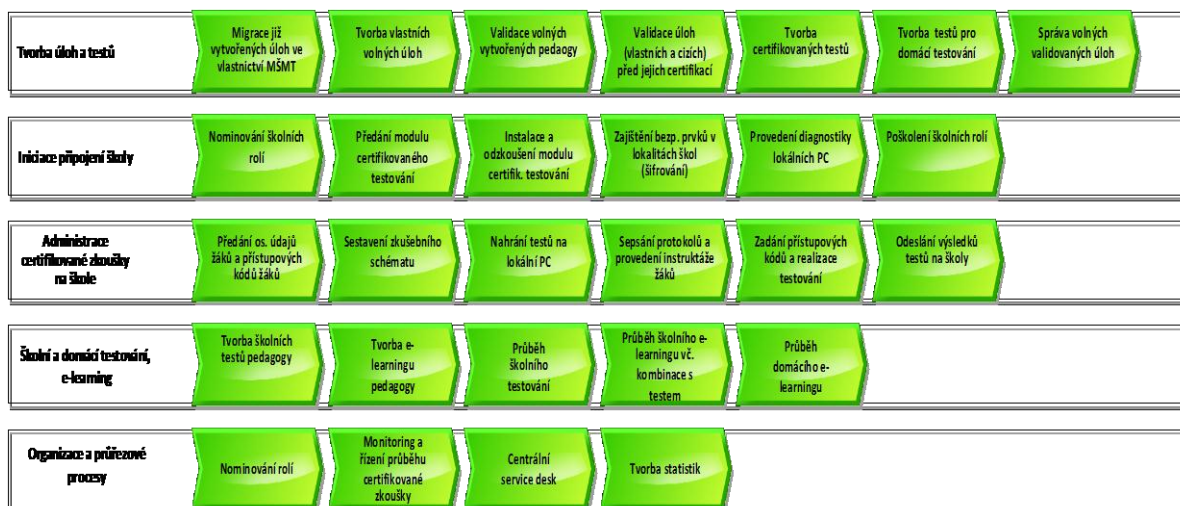 Tvorba úloh a testů
Migrace již
vytvořených úloh ve
vlastnictví MŠMT
Tvorba vlastních
volných úloh
Validace volných
vytvořených pedaogy
Validace úloh
(vlastních a cizích)
před jejich certifikací
Tvorba
certifikovaných testů
Tvorba testů pro
domácí testování
Správa volných
validovaných úloh
Iniciace připojení školy
Nominování školních
rolí
Předání modulu
certifikovaného
testování
Instalace a
odzkoušení modulu
certifik. testování
Zajištění bezp. prvků v
lokalitách škol
(šifrování)
Provedení diagnostiky
lokálních PC
Poškolení školních rolí
Administrace
certifikované zkoušky
na škole
Předání os. údajů
žáků a přístupových
kódů žáků
Sestavení zkušebního
schématu
Nahrání testů na
lokální PC
Sepsání protokolů a
provedení instruktáže
žáků
Zadání přístupových
kódů a realizace
testování
Odeslání výsledků
testů na školy
Školní a domácí testování,
e-learning
Tvorba školních
testů pedagogy
Tvorba e-
learningu
pedagogy
Průběh
školního
testování
Průběh školního e-
learningu vč.
kombinace s
testem
Průběh
domácího e-
learningu
Organizace a průřezové
procesy
Nominování rolí
Monitoring a
řízení průběhu
certifikované
zkoušky
Centrální
service desk
Tvorba statistik